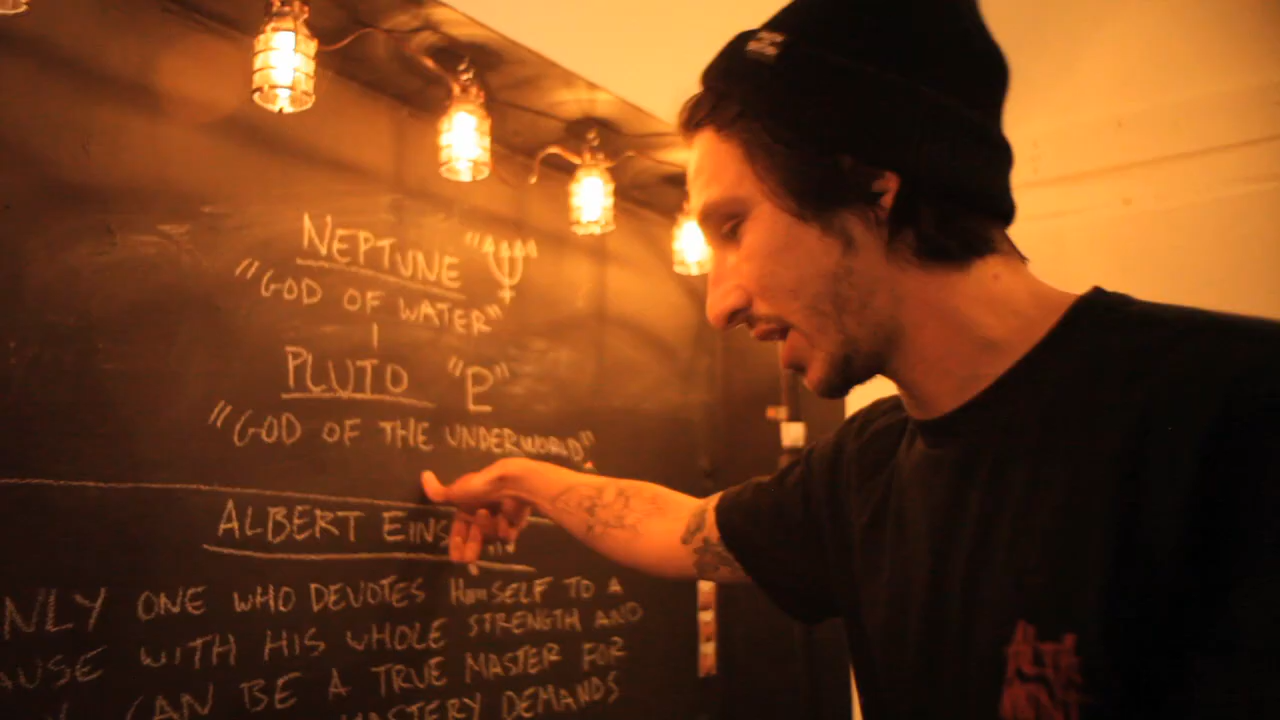 NEPTUNE "Ψ"
"GOD OF WATER"
PLUTO "P"
"GOD OF THE UNDERWORLD"
ALBERT EINS
NLY ONE WHO DEVOTES HIMSELF TO A
AUSE WITH HIS WHOLE STRENGTH AND
CAN BE A TRUE MASTER FOR
MASTERY DEMANDS